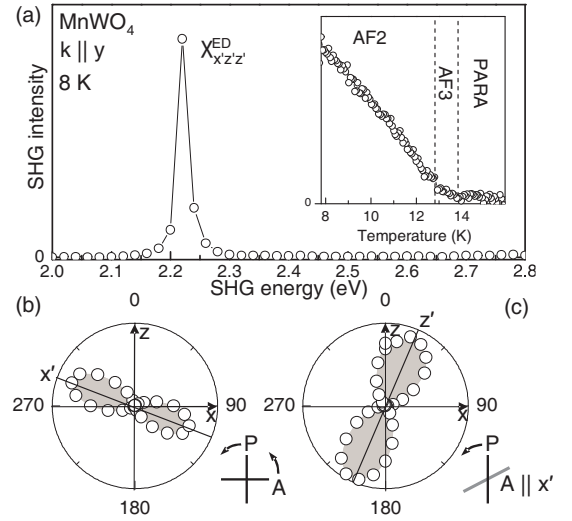 (a)
MnWO₄
k || y
8 K
χ^ED_x'z'z'
SHG intensity
0
2.0 2.1 2.2 2.3 2.4 2.5 2.6 2.7 2.8
SHG energy (eV)
AF2
AF3
PARA
0
8 10 12 14
Temperature (K)
(b)
0
z
x'
270
x
90
180
P
A
(c)
0
z
z'
270
x
90
180
P
A || x'